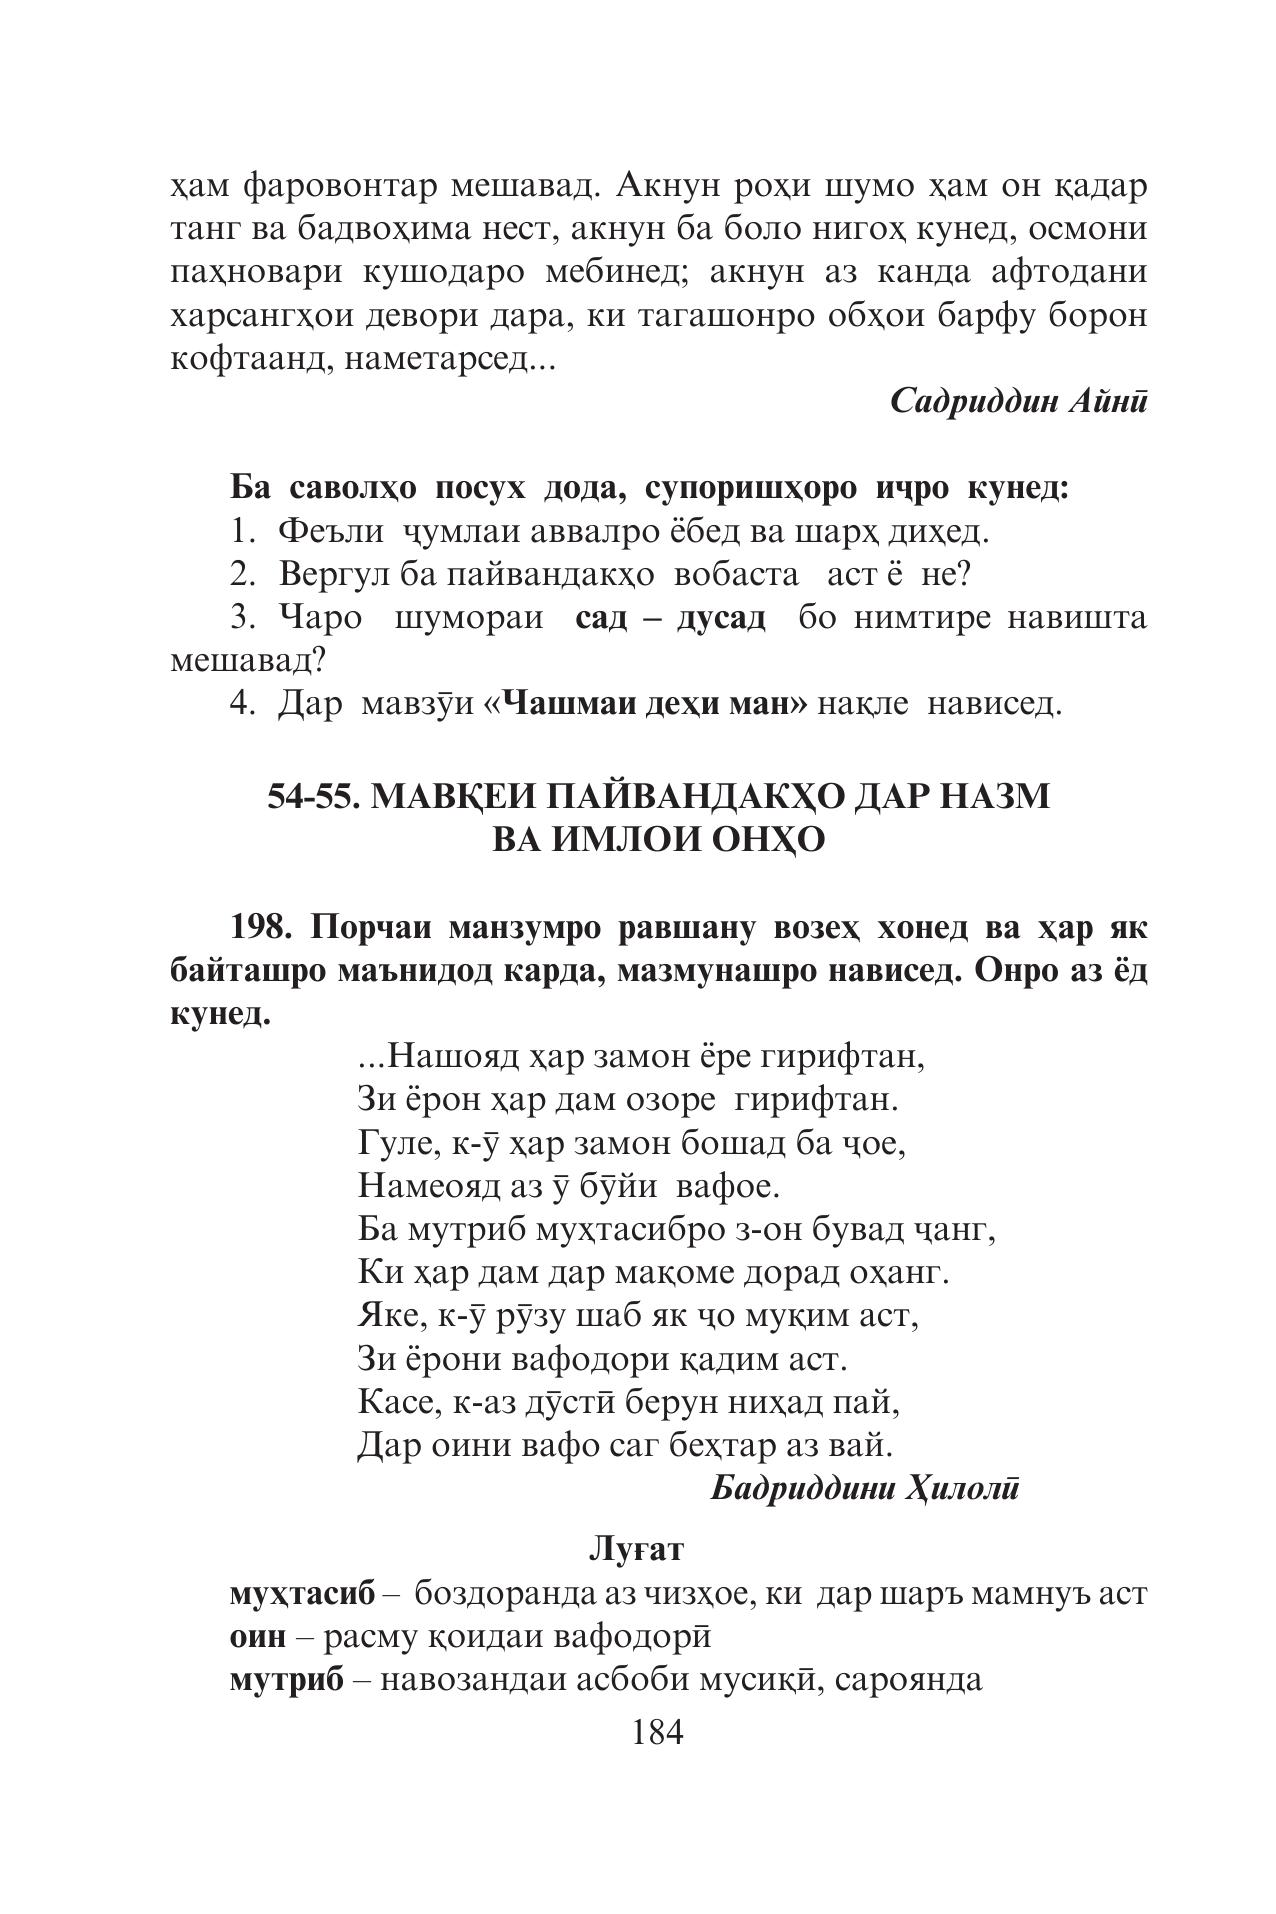 ҳам фаровонтар мешавад. Акнун роҳи шумо ҳам он қадар
танг ва бадвоҳима нест, акнун ба боло нигоҳ кунед, осмони
паҳновари кушодаро мебинед; акнун аз канда афтодани
харсангҳои девори дара, ки тагашонро обҳои барфу борон
кофтаанд, наметарсед...
Садриддин Айнӣ
Ба саволҳо посух дода, супоришҳоро иҷро кунед:
1. Феъли ҷумлаи аввалро ёбед ва шарҳ диҳед.
2. Вергул ба пайвандакҳо вобаста аст ё не?
3. Чаро шумораи сад – дусад бо нимтире навишта
мешавад?
4. Дар мавзӯи «Чашмаи деҳи ман» нақле нависед.
54-55. МАВҚЕИ ПАЙВАНДАКҲО ДАР НАЗМ
ВА ИМЛОИ ОНҲО
198. Порчаи манзумро равшану возеҳ хонед ва ҳар як
байташро маънидод карда, мазмунашро нависед. Онро аз ёд
кунед.
...Нашояд ҳар замон ёре гирифтан,
Зи ёрон ҳар дам озоре гирифтан.
Гуле, к-ӯ ҳар замон бошад ба ҷое,
Намеояд аз ӯ бӯйи вафое.
Ба мутриб муҳтасибро з-он бувад ҷанг,
Ки ҳар дам дар мақоме дорад оҳанг.
Яке, к-ӯ рӯзу шаб як ҷо муқим аст,
Зи ёрони вафодори қадим аст.
Касе, к-аз дӯстӣ берун ниҳад пай,
Дар оини вафо саг беҳтар аз вай.
Бадриддини Ҳилолӣ
Луғат
муҳтасиб – боздоранда аз чизҳое, ки дар шаръ мамнуъ аст
оин – расму қоидаи вафодорӣ
мутриб – навозандаи асбоби мусиқӣ, сароянда
184